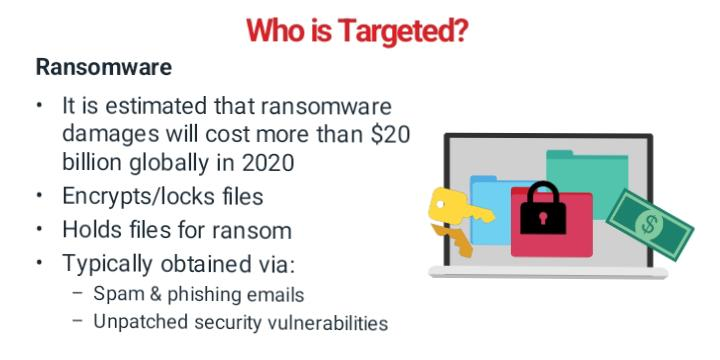 Who is Targeted?
Ransomware
• It is estimated that ransomware
damages will cost more than $20
billion globally in 2020
• Encrypts/locks files
• Holds files for ransom
• Typically obtained via:
– Spam & phishing emails
– Unpatched security vulnerabilities
$